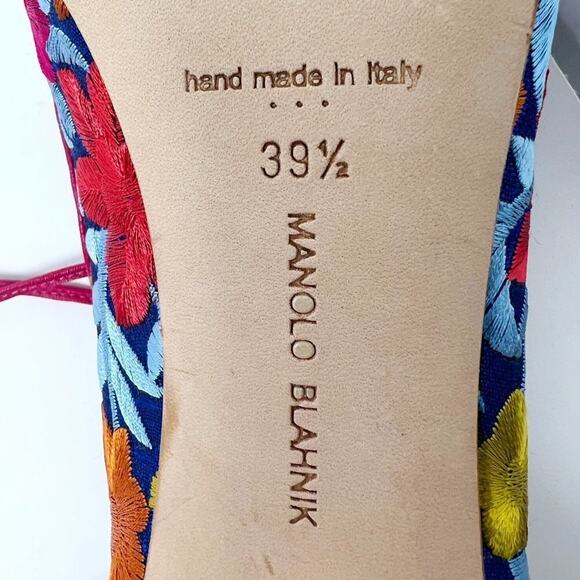 hand made in Italy
• • •
39½
MANOLO BLAHNIK